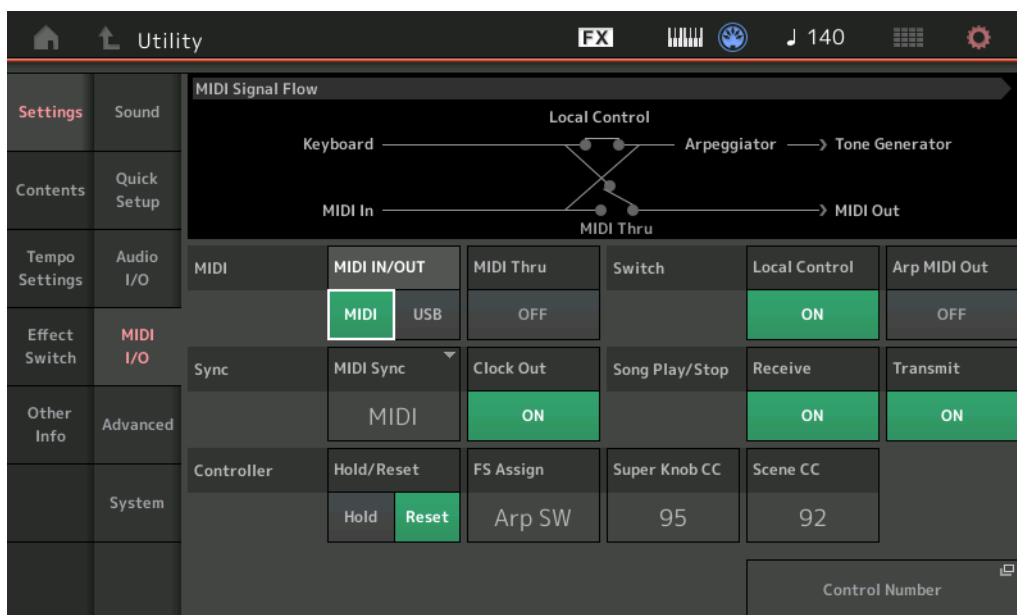 Utility
FX
♩ 140
Settings
Sound
Contents
Quick
Setup
Tempo
Settings
Audio
I/O
Effect
Switch
MIDI
I/O
Other
Info
Advanced
System
MIDI Signal Flow
Local Control
Keyboard
Arpeggiator
Tone Generator
MIDI In
MIDI Out
MIDI Thru
MIDI
MIDI IN/OUT
MIDI
USB
MIDI Thru
OFF
Switch
Local Control
ON
Arp MIDI Out
OFF
Sync
MIDI Sync
MIDI
Clock Out
ON
Song Play/Stop
Receive
ON
Transmit
ON
Controller
Hold/Reset
Hold
Reset
FS Assign
Arp SW
Super Knob CC
95
Scene CC
92
Control Number